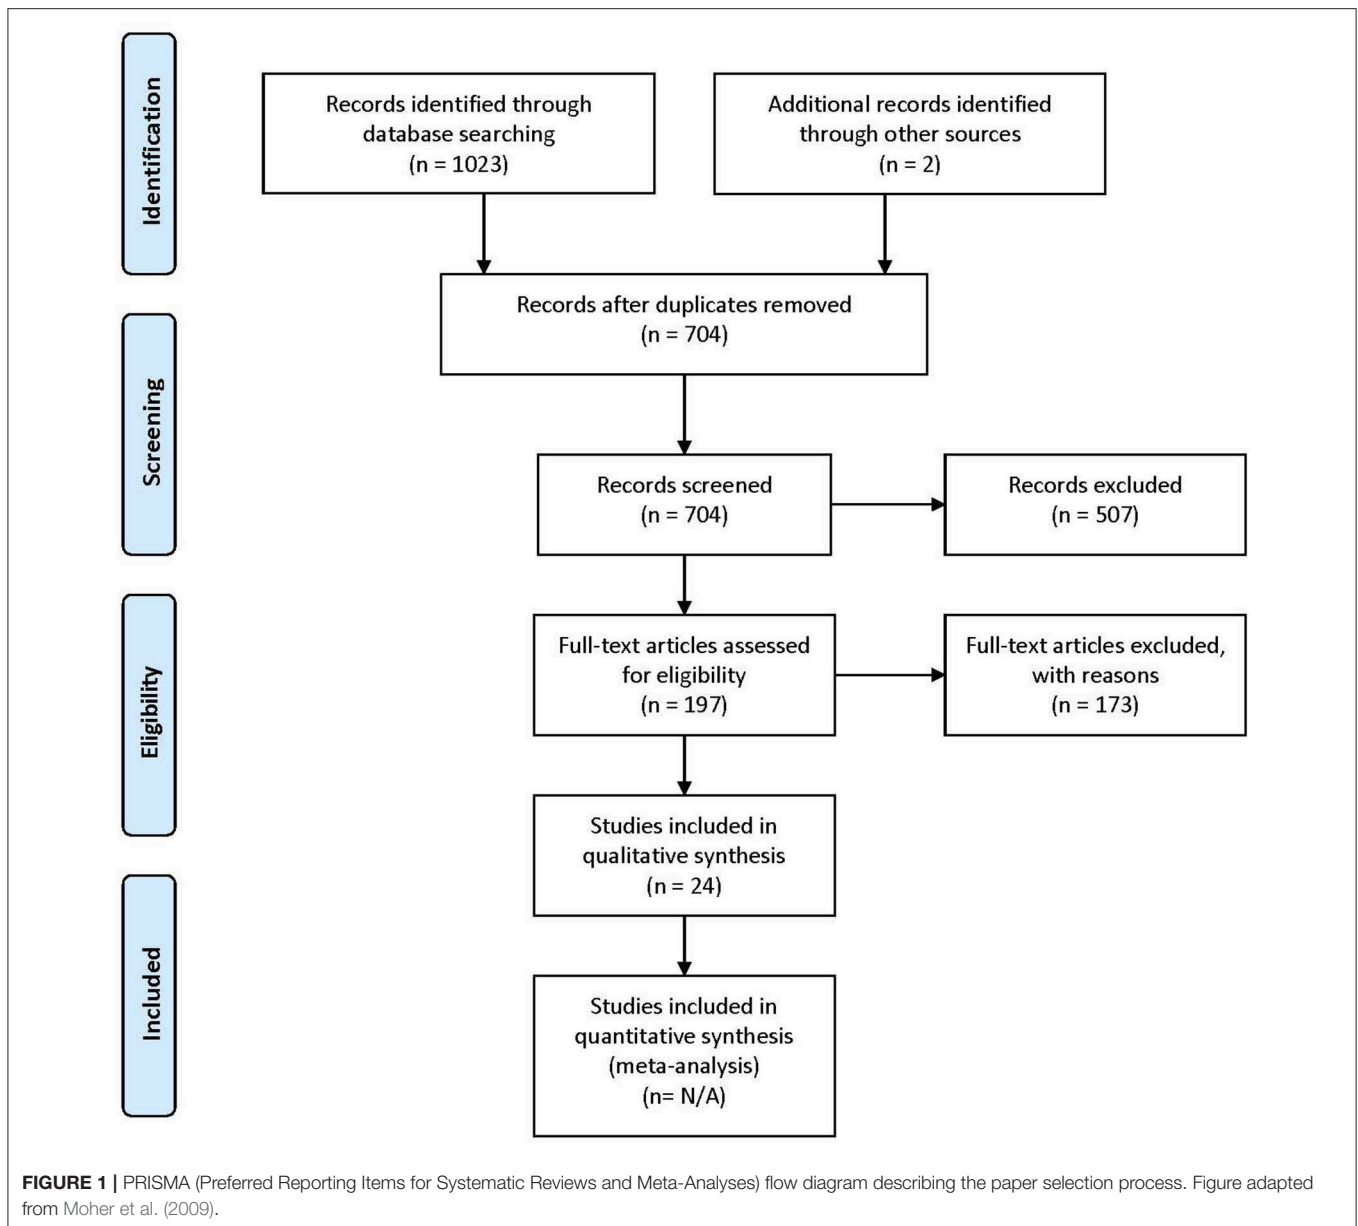 Identification
Records identified through
database searching
(n = 1023)
Additional records identified
through other sources
(n = 2)
Records after duplicates removed
(n = 704)
Screening
Records screened
(n = 704)
Records excluded
(n = 507)
Eligibility
Full-text articles assessed
for eligibility
(n = 197)
Full-text articles excluded,
with reasons
(n = 173)
Studies included in
qualitative synthesis
(n = 24)
Included
Studies included in
quantitative synthesis
(meta-analysis)
(n= N/A)
FIGURE 1 | PRISMA (Preferred Reporting Items for Systematic Reviews and Meta-Analyses) flow diagram describing the paper selection process. Figure adapted
from Moher et al. (2009).